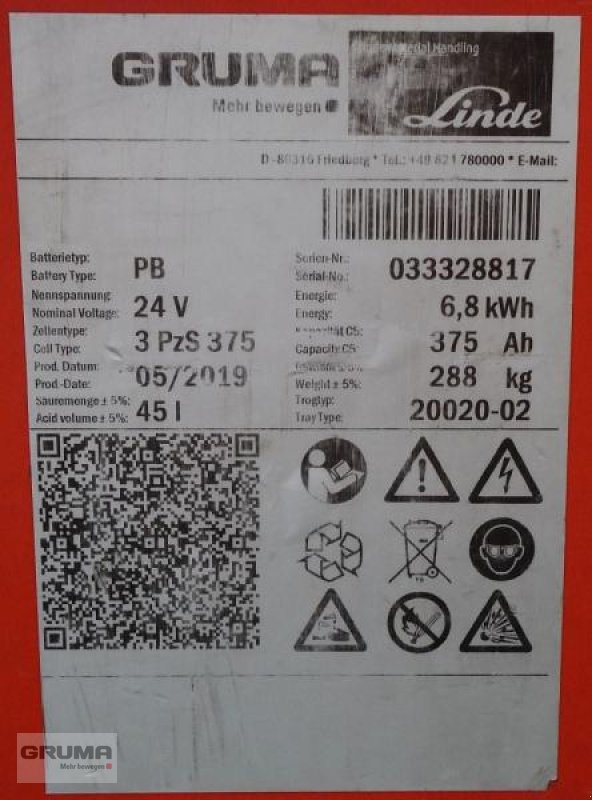 GRUMA
Mehr bewegen
Material Handling
Linde
D-86316 Friedberg * Tel.: +49 821 780000 * E-Mail:
Batterietyp:
Battery Type: PB
Serien-Nr.:
Serial-No.: 033328817
Nennspannung:
Nominal Voltage: 24 V
Energie:
Energy: 6,8 kWh
Zellentype:
Cell Type: 3 PzS 375
Kapazität C5:
Capacity C5: 375 Ah
Prod. Datum:
Prod.-Date: 05/2019
± 5%:
Weight ± 5%: 288 kg
Säuremenge ± 5%:
Acid volume ± 5%: 45 l
Trogtyp:
Tray Type: 20020-02
GRUMA
Mehr bewegen